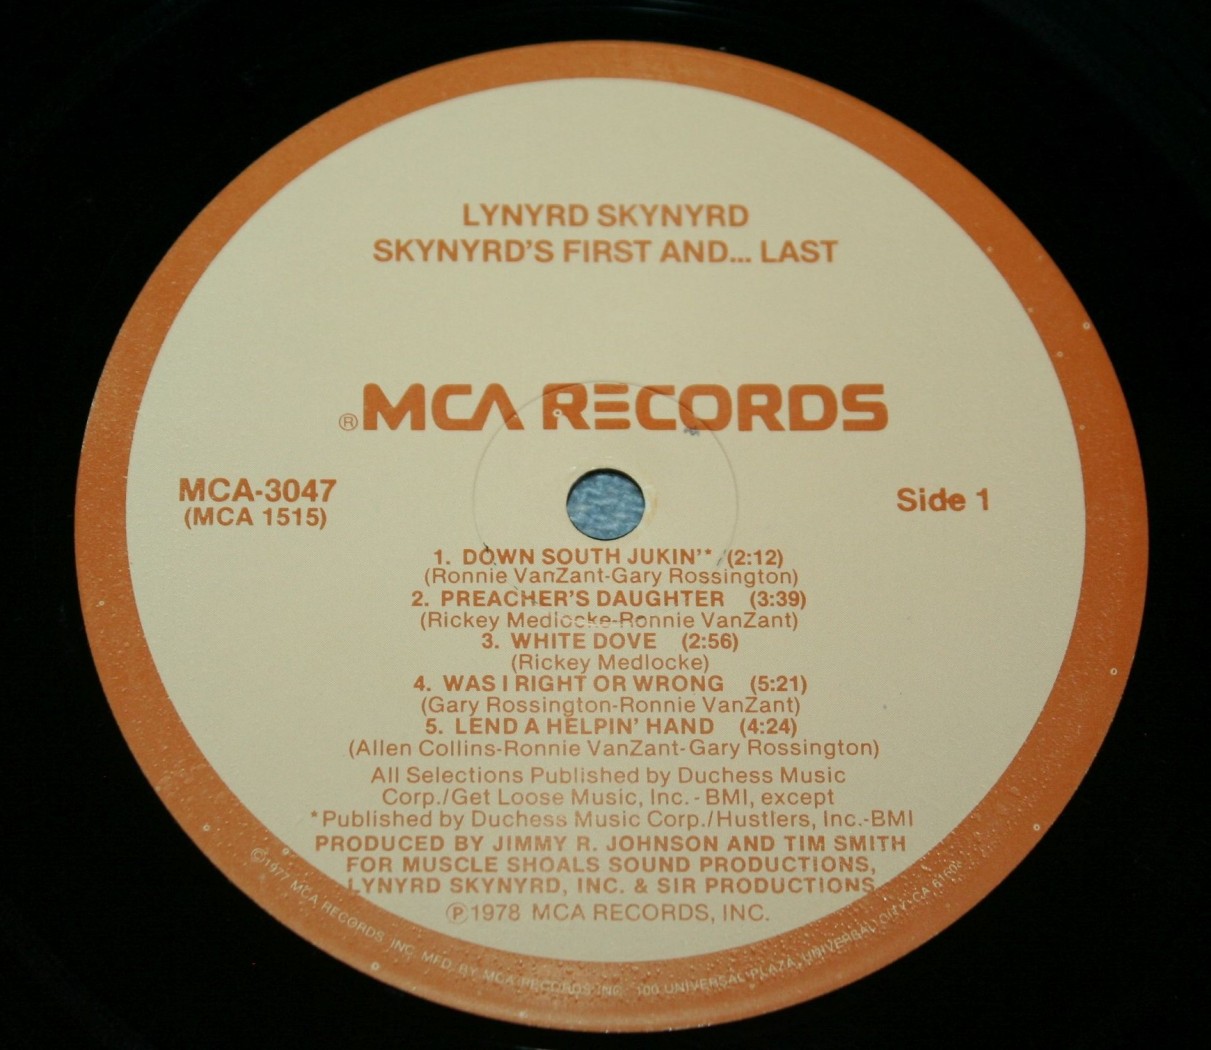 LYNYRD SKYNYRD
SKYNYRD'S FIRST AND... LAST
®MCA RECORDS
MCA-3047
(MCA 1515)
Side 1
1. DOWN SOUTH JUKIN'* (2:12)
(Ronnie VanZant-Gary Rossington)
2. PREACHER'S DAUGHTER (3:39)
(Rickey Medlocke-Ronnie VanZant)
3. WHITE DOVE (2:56)
(Rickey Medlocke)
4. WAS I RIGHT OR WRONG (5:21)
(Gary Rossington-Ronnie VanZant)
5. LEND A HELPIN' HAND (4:24)
(Allen Collins-Ronnie VanZant-Gary Rossington)
All Selections Published by Duchess Music
Corp./Get Loose Music, Inc.-BMI, except
*Published by Duchess Music Corp./Hustlers, Inc.-BMI
PRODUCED BY JIMMY R. JOHNSON AND TIM SMITH
FOR MUSCLE SHOALS SOUND PRODUCTIONS,
LYNYRD SKYNYRD, INC. & SIR PRODUCTIONS
℗1978 MCA RECORDS, INC.
©1977 MCA RECORDS, INC. MFD. BY MCA RECORDS INC. 100 UNIVERSAL PLAZA, UNIVERSAL CITY, CA